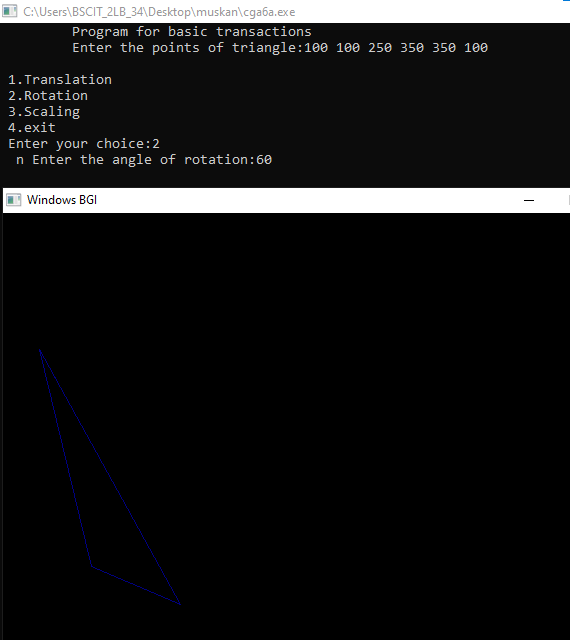 C:\Users\BSCIT_2LB_34\Desktop\muskan\cga6a.exe
Program for basic transactions
Enter the points of triangle:100 100 250 350 350 100
1.Translation
2.Rotation
3.Scaling
4.exit
Enter your choice:2
n Enter the angle of rotation:60
Windows BGI